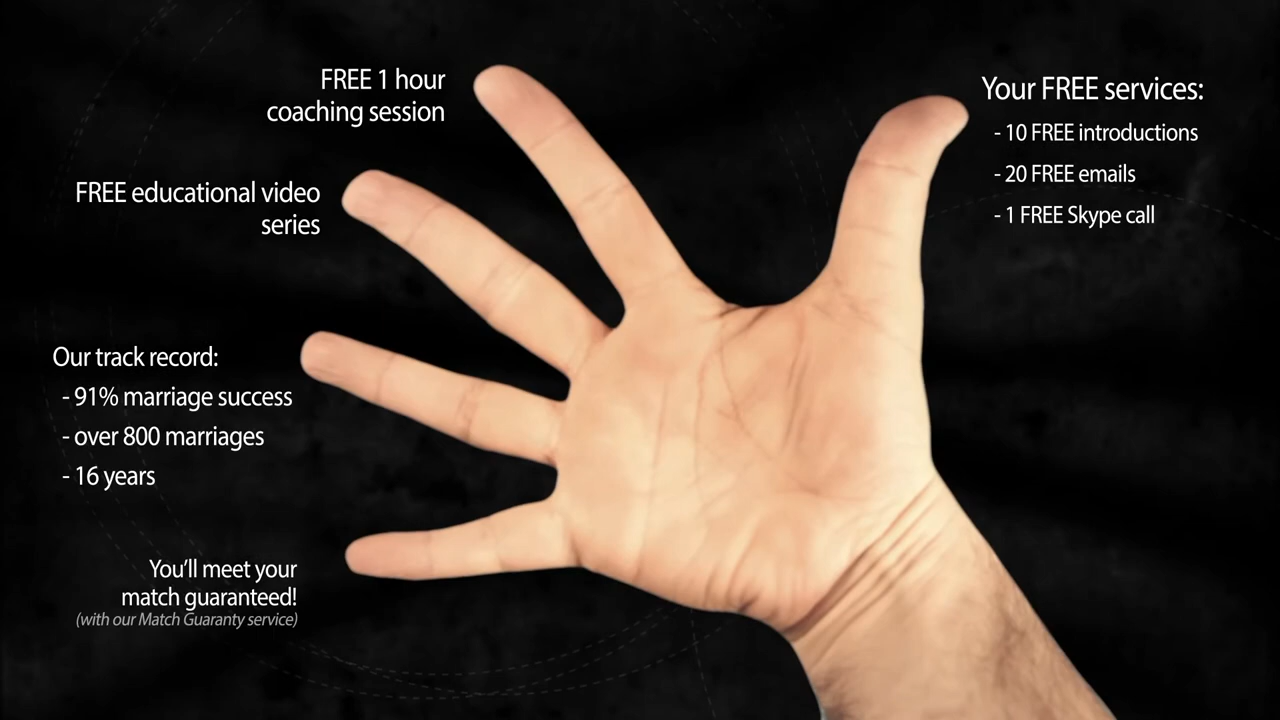 FREE 1 hour
coaching session
FREE educational video
series
Our track record:
- 91% marriage success
- over 800 marriages
- 16 years
You'll meet your
match guaranteed!
(with our Match Guaranty service)
Your FREE services:
- 10 FREE introductions
- 20 FREE emails
- 1 FREE Skype call